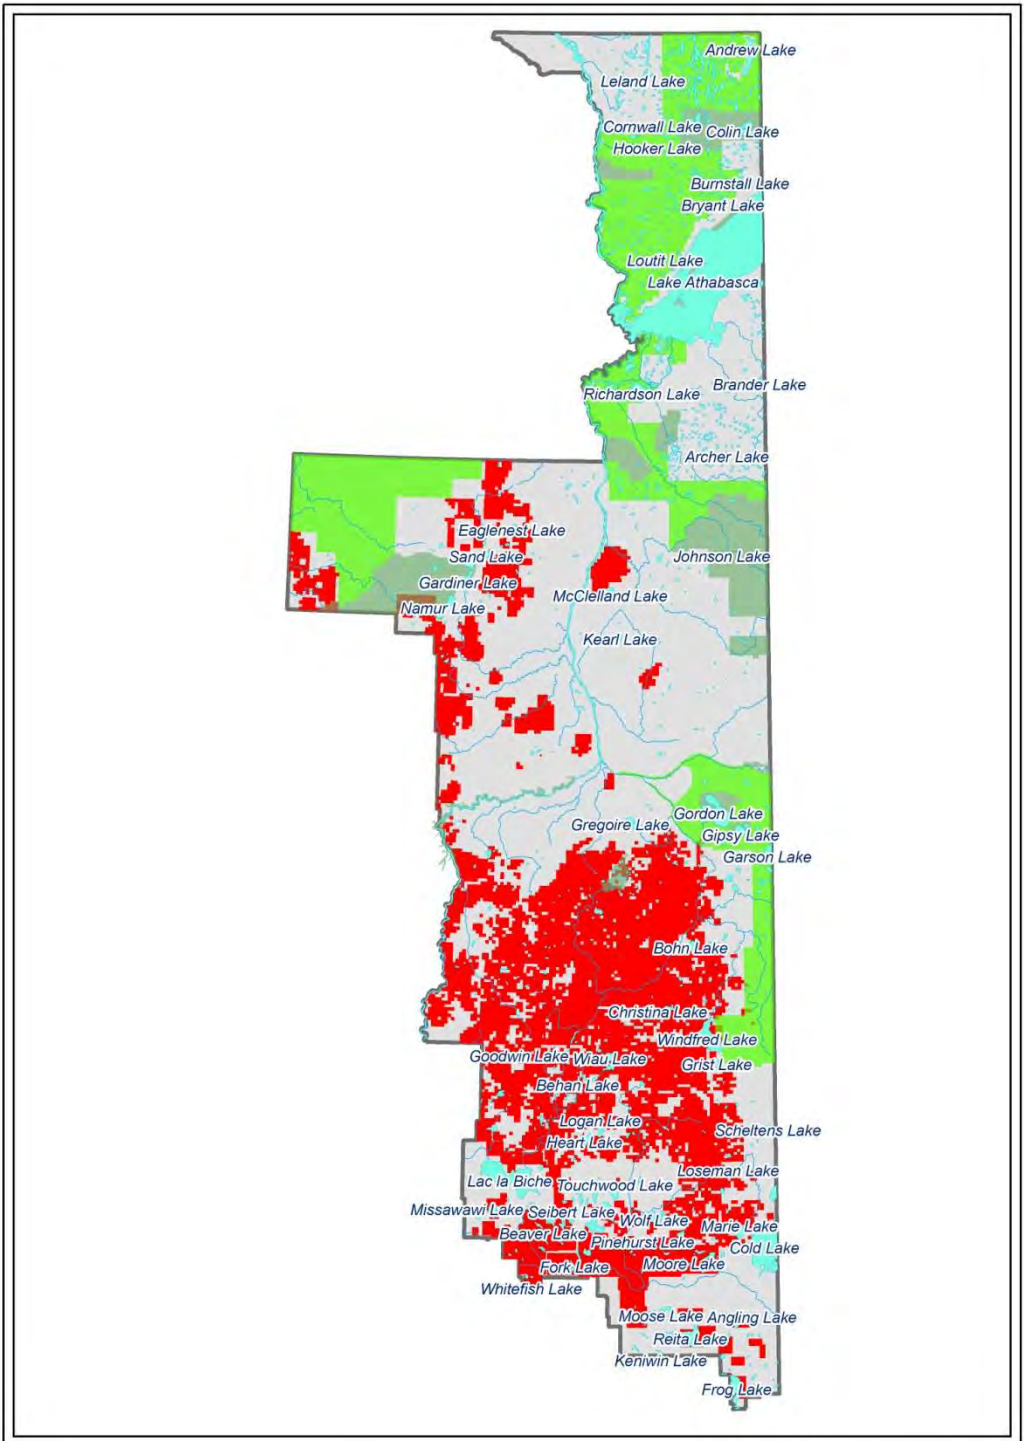 Andrew Lake
Leland Lake
Cornwall Lake
Colin Lake
Hooker Lake
Burnstall Lake
Bryant Lake
Loutit Lake
Lake Athabasca
Brander Lake
Richardson Lake
Archer Lake
Eaglenest Lake
Sand Lake
Johnson Lake
Gardiner Lake
McClelland Lake
Namur Lake
Kearl Lake
Gordon Lake
Gregoire Lake
Gipsy Lake
Garson Lake
Bohn Lake
Christina Lake
Windfred Lake
Goodwin Lake
Wiau Lake
Grist Lake
Behan Lake
Logan Lake
Scheltens Lake
Heart Lake
Loseman Lake
Lac la Biche
Touchwood Lake
Missawawi Lake
Seibert Lake
Wolf Lake
Marie Lake
Beaver Lake
Pinehurst Lake
Cold Lake
Fork Lake
Moore Lake
Whitefish Lake
Moose Lake
Angling Lake
Reita Lake
Keniwin Lake
Frog Lake